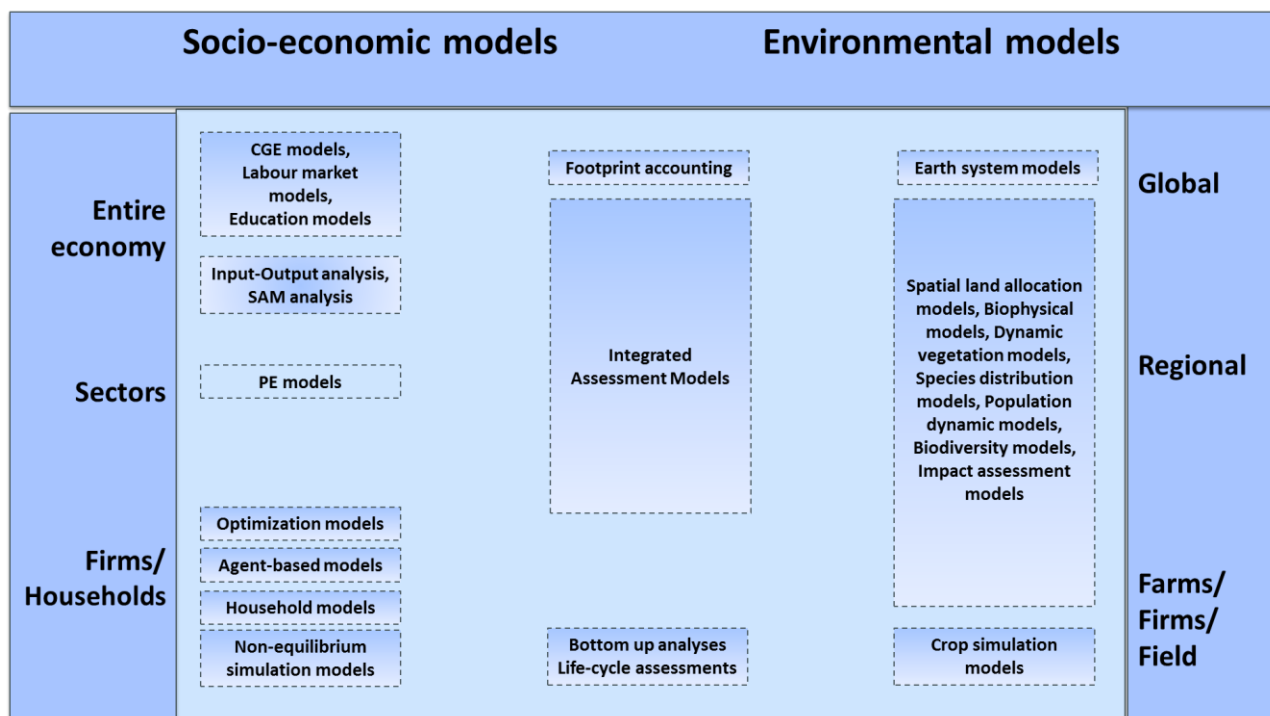 Socio-economic models
Environmental models
Entire
economy
Sectors
Firms/
Households
CGE models,
Labour market
models,
Education models
Input-Output analysis,
SAM analysis
PE models
Optimization models
Agent-based models
Household models
Non-equilibrium
simulation models
Footprint accounting
Integrated
Assessment Models
Bottom up analyses
Life-cycle assessments
Earth system models
Spatial land allocation
models, Biophysical
models, Dynamic
vegetation models,
Species distribution
models, Population
dynamic models,
Biodiversity models,
Impact assessment
models
Crop simulation
models
Global
Regional
Farms/
Firms/
Field